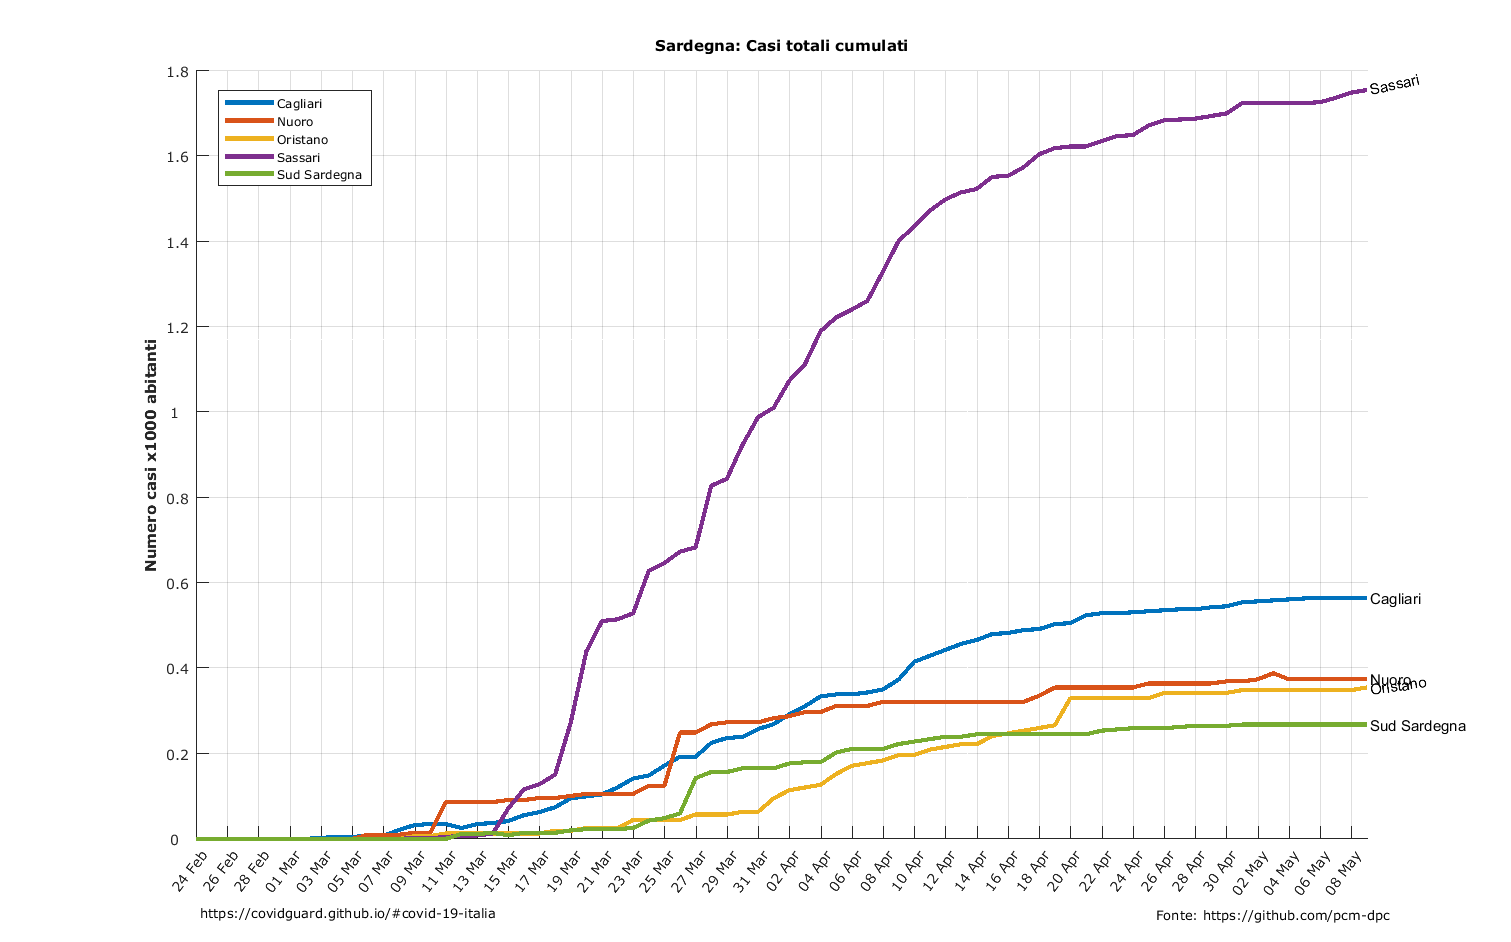 Sardegna: Casi totali cumulati
Numero casi x1000 abitanti
1.8
1.6
1.4
1.2
1
0.8
0.6
0.4
0.2
0
Cagliari
Nuoro
Oristano
Sassari
Sud Sardegna
Sassari
Cagliari
Nuoro
Oristano
Sud Sardegna
24 Feb
26 Feb
28 Feb
01 Mar
03 Mar
05 Mar
07 Mar
09 Mar
11 Mar
13 Mar
15 Mar
17 Mar
19 Mar
21 Mar
23 Mar
25 Mar
27 Mar
29 Mar
31 Mar
02 Apr
04 Apr
06 Apr
08 Apr
10 Apr
12 Apr
14 Apr
16 Apr
18 Apr
20 Apr
22 Apr
24 Apr
26 Apr
28 Apr
30 Apr
02 May
04 May
06 May
08 May
https://covidguard.github.io/#covid-19-italia
Fonte: https://github.com/pcm-dpc